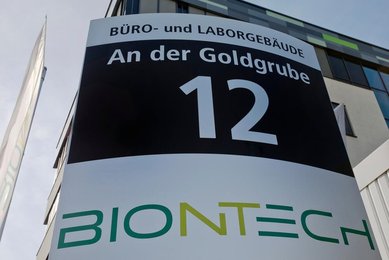 BÜRO- und LABORGEBÄUDE
An der Goldgrube
12
BIONTECH